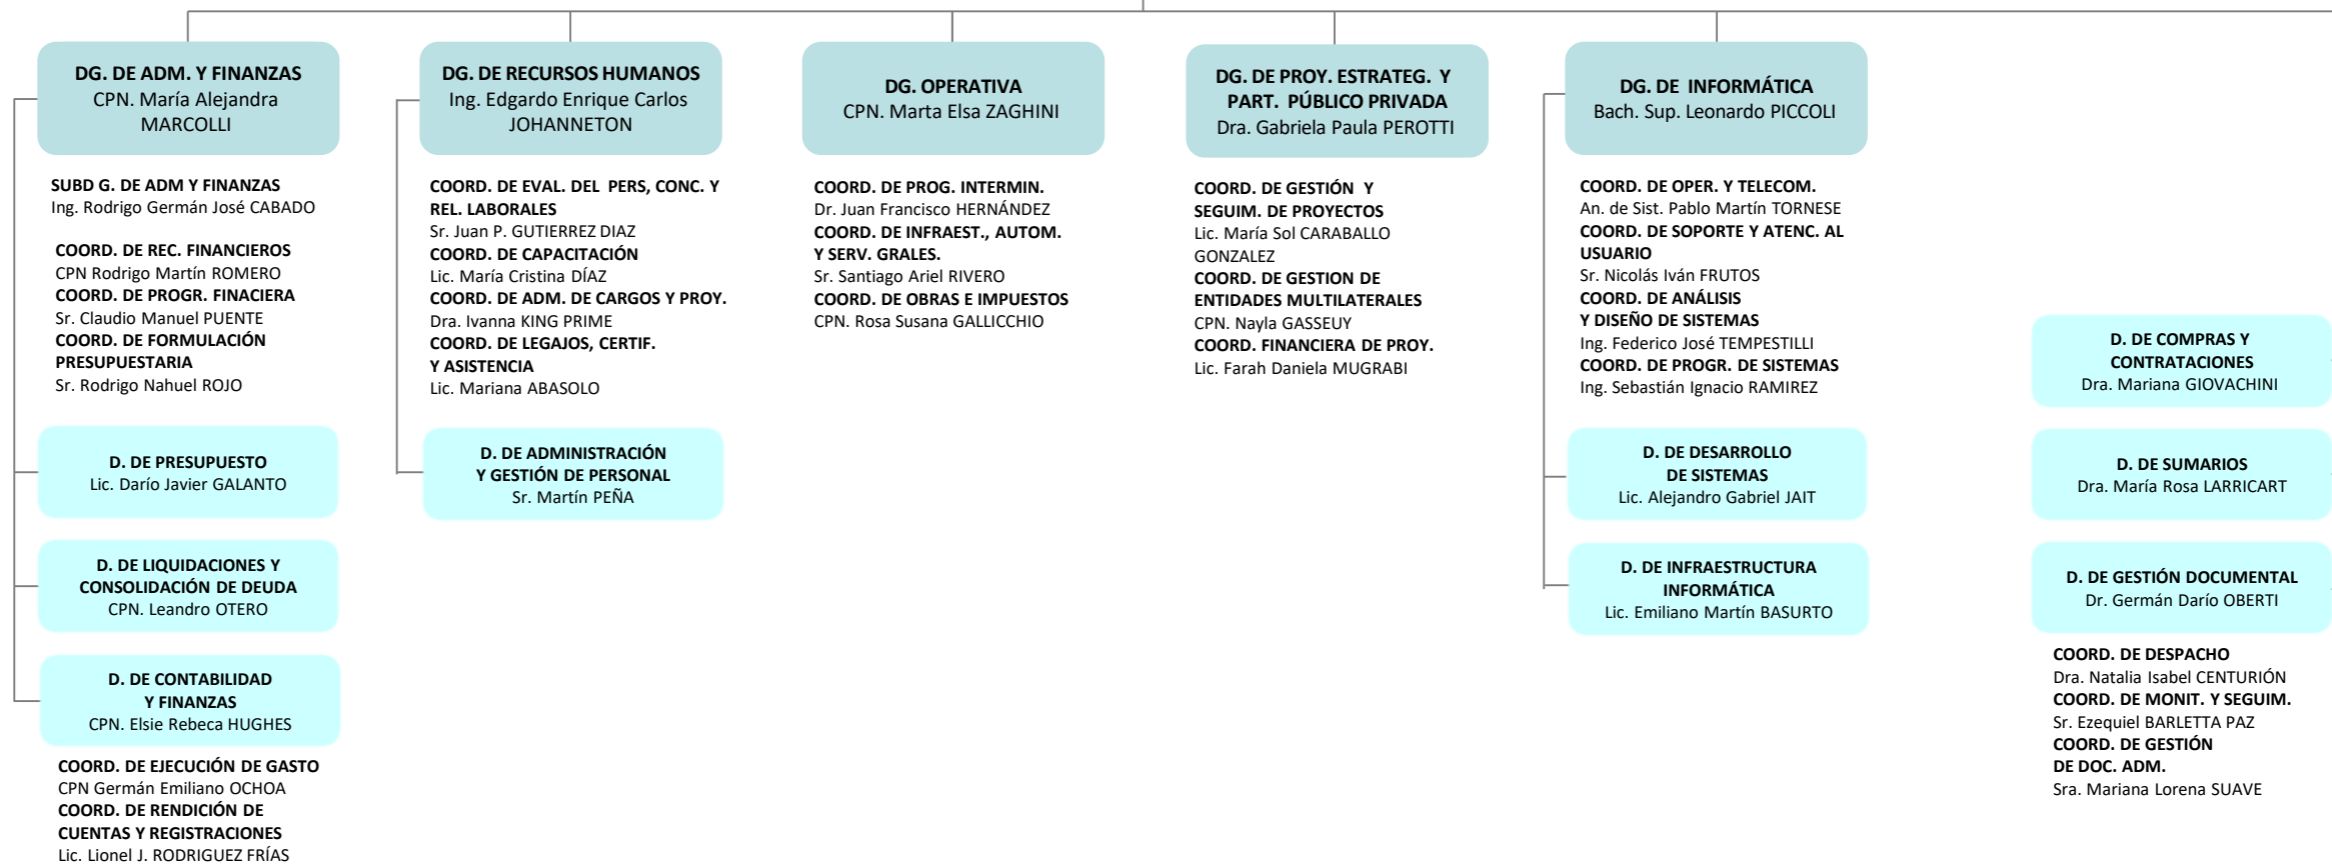 DG. DE ADM. Y FINANZAS
CPN. María Alejandra
MARCOLLI
SUBD G. DE ADM Y FINANZAS
Ing. Rodrigo Germán José CABADO
COORD. DE REC. FINANCIEROS
CPN Rodrigo Martín ROMERO
COORD. DE PROGR. FINACIERA
Sr. Claudio Manuel PUENTE
COORD. DE FORMULACIÓN
PRESUPUESTARIA
Sr. Rodrigo Nahuel ROJO
D. DE PRESUPUESTO
Lic. Darío Javier GALANTO
D. DE LIQUIDACIONES Y
CONSOLIDACIÓN DE DEUDA
CPN. Leandro OTERO
D. DE CONTABILIDAD
Y FINANZAS
CPN. Elsie Rebeca HUGHES
COORD. DE EJECUCIÓN DE GASTO
CPN Germán Emiliano OCHOA
COORD. DE RENDICIÓN DE
CUENTAS Y REGISTRACIONES
Lic. Lionel J. RODRIGUEZ FRÍAS
DG. DE RECURSOS HUMANOS
Ing. Edgardo Enrique Carlos
JOHANNETON
COORD. DE EVAL. DEL PERS, CONC. Y
REL. LABORALES
Sr. Juan P. GUTIERREZ DIAZ
COORD. DE CAPACITACIÓN
Lic. María Cristina DÍAZ
COORD. DE ADM. DE CARGOS Y PROY.
Dra. Ivanna KING PRIME
COORD. DE LEGAJOS, CERTIF.
Y ASISTENCIA
Lic. Mariana ABASOLO
D. DE ADMINISTRACIÓN
Y GESTIÓN DE PERSONAL
Sr. Martín PEÑA
DG. OPERATIVA
CPN. Marta Elsa ZAGHINI
COORD. DE PROG. INTERMIN.
Dr. Juan Francisco HERNÁNDEZ
COORD. DE INFRAEST., AUTOM.
Y SERV. GRALES.
Sr. Santiago Ariel RIVERO
COORD. DE OBRAS E IMPUESTOS
CPN. Rosa Susana GALLICCHIO
DG. DE PROY. ESTRATEG. Y
PART. PÚBLICO PRIVADA
Dra. Gabriela Paula PEROTTI
COORD. DE GESTIÓN Y
SEGUIM. DE PROYECTOS
Lic. María Sol CARABALLO
GONZALEZ
COORD. DE GESTION DE
ENTIDADES MULTILATERALES
CPN. Nayla GASSEUY
COORD. FINANCIERA DE PROY.
Lic. Farah Daniela MUGRABI
DG. DE INFORMÁTICA
Bach. Sup. Leonardo PICCOLI
COORD. DE OPER. Y TELECOM.
An. de Sist. Pablo Martín TORNESE
COORD. DE SOPORTE Y ATENC. AL
USUARIO
Sr. Nicolás Iván FRUTOS
COORD. DE ANÁLISIS
Y DISEÑO DE SISTEMAS
Ing. Federico José TEMPESTILLI
COORD. DE PROGR. DE SISTEMAS
Ing. Sebastián Ignacio RAMIREZ
D. DE DESARROLLO
DE SISTEMAS
Lic. Alejandro Gabriel JAIT
D. DE INFRAESTRUCTURA
INFORMÁTICA
Lic. Emiliano Martín BASURTO
D. DE COMPRAS Y
CONTRATACIONES
Dra. Mariana GIOVACHINI
D. DE SUMARIOS
Dra. María Rosa LARRICART
D. DE GESTIÓN DOCUMENTAL
Dr. Germán Darío OBERTI
COORD. DE DESPACHO
Dra. Natalia Isabel CENTURIÓN
COORD. DE MONIT. Y SEGUIM.
Sr. Ezequiel BARLETTA PAZ
COORD. DE GESTIÓN
DE DOC. ADM.
Sra. Mariana Lorena SUAVE